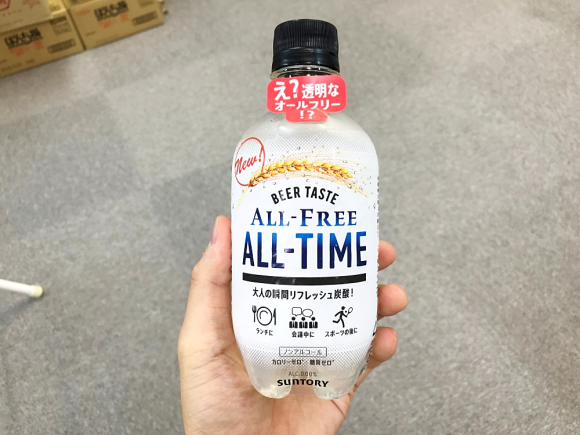 え?透明な
オールフリー
!?
New!
BEER TASTE
ALL-FREE
ALL-TIME
大人の瞬間リフレッシュ炭酸!
ランチに
会議中に
スポーツの後に
ノンアルコール
カロリーゼロ* 糖質ゼロ*
ALC.0.00%
SUNTORY